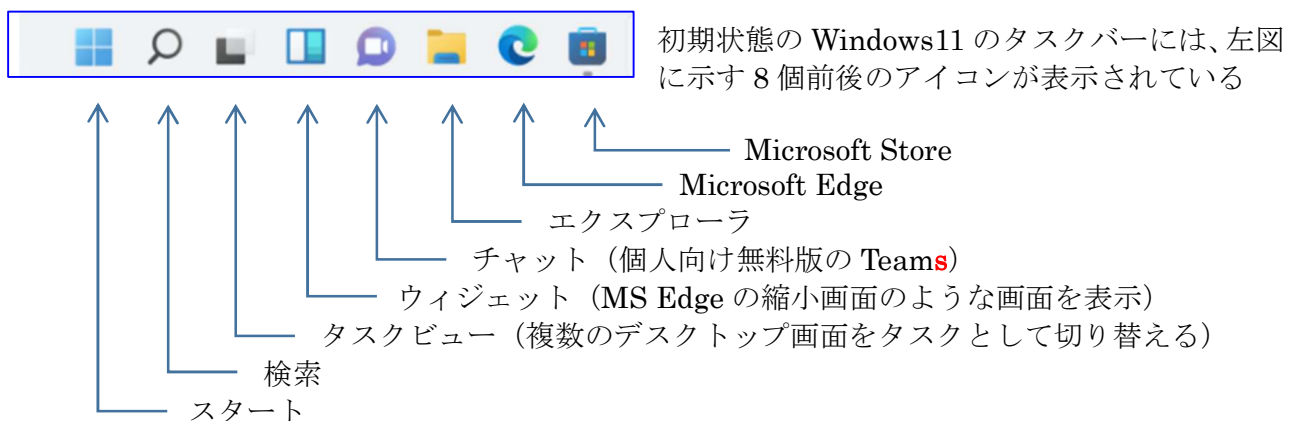 初期状態の Windows11 のタスクバーには、左図
に示す 8 個前後のアイコンが表示されている
Microsoft Store
Microsoft Edge
エクスプローラ
チャット（個人向け無料版の Teams）
ウィジェット（MS Edge の縮小画面のような画面を表示）
タスクビュー（複数のデスクトップ画面をタスクとして切り替える）
検索
スタート